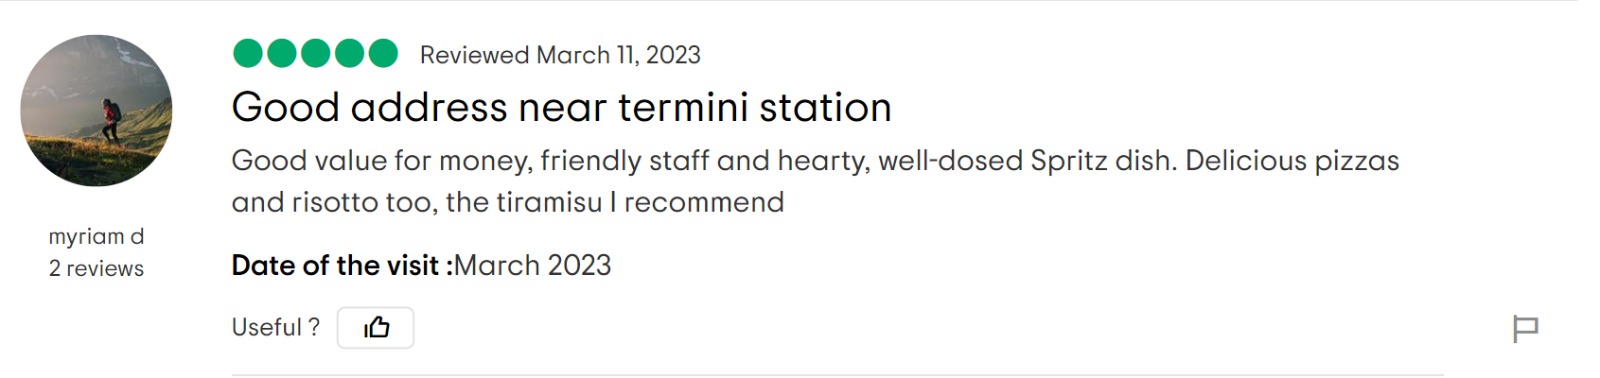 Reviewed March 11, 2023
Good address near termini station
Good value for money, friendly staff and hearty, well-dosed Spritz dish. Delicious pizzas
and risotto too, the tiramisu I recommend
myriam d
2 reviews
Date of the visit :March 2023
Useful ?